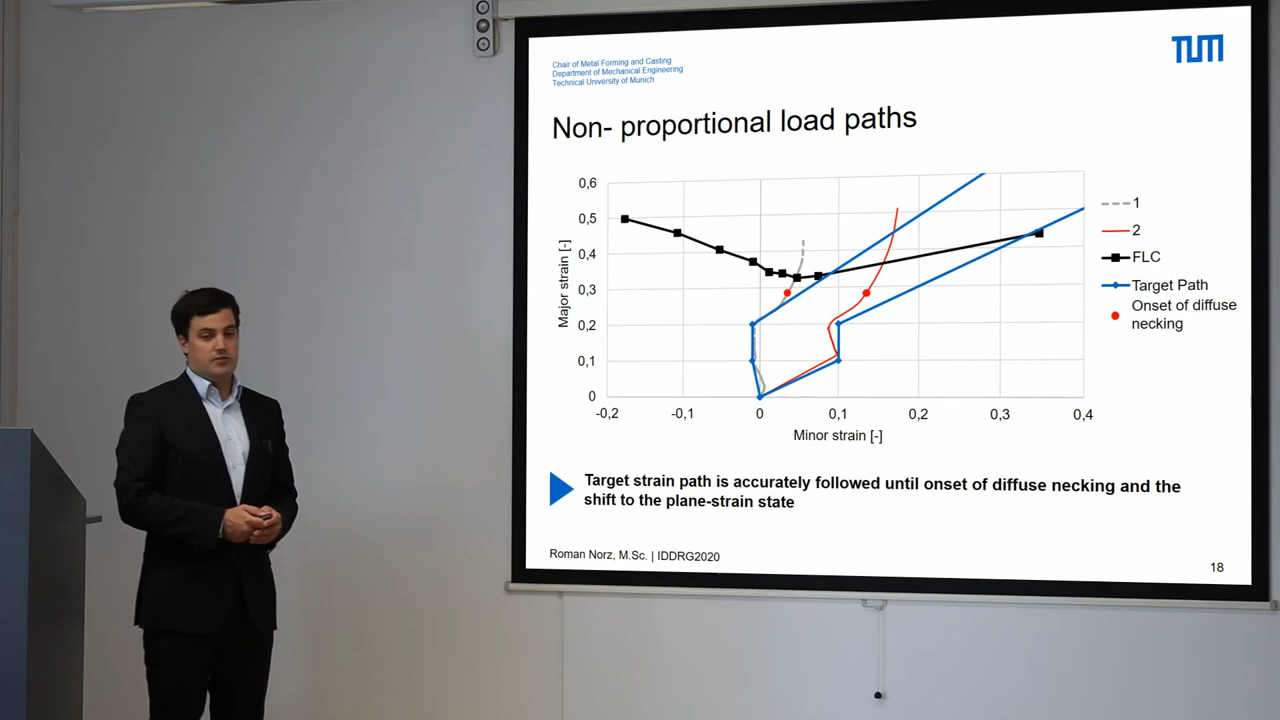 Chair of Metal Forming and Casting
Department of Mechanical Engineering
Technical University of Munich
TUM
Non- proportional load paths
Major strain [-]
0,6
0,5
0,4
0,3
0,2
0,1
0
-0,2
-0,1
0
0,1
0,2
0,3
0,4
Minor strain [-]
1
2
FLC
Target Path
Onset of diffuse
necking
Target strain path is accurately followed until onset of diffuse necking and the
shift to the plane-strain state
Roman Norz, M.Sc. | IDDRG2020
18